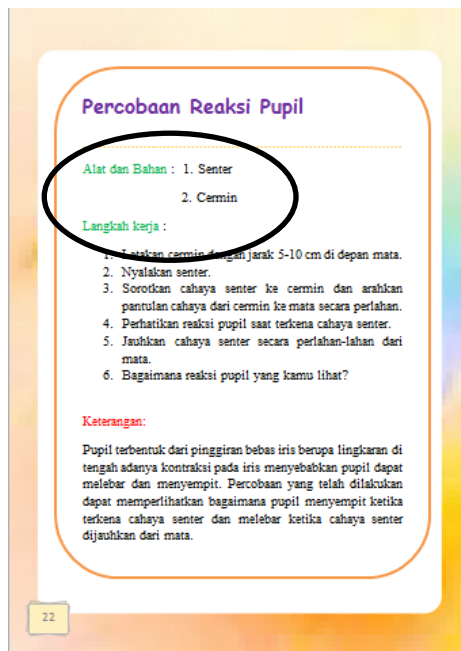 Percobaan Reaksi Pupil
Alat dan Bahan : 1. Senter
2. Cermin
Langkah kerja :
1. Letakan cermin dengan jarak 5-10 cm di depan mata.
2. Nyalakan senter.
3. Sorotkan cahaya senter ke cermin dan arahkan
pantulan cahaya dari cermin ke mata secara perlahan.
4. Perhatikan reaksi pupil saat terkena cahaya senter.
5. Jauhkan cahaya senter secara perlahan-lahan dari
mata.
6. Bagaimana reaksi pupil yang kamu lihat?
Keterangan:
Pupil terbentuk dari pinggiran bebas iris berupa lingkaran di
tengah adanya kontraksi pada iris menyebabkan pupil dapat
melebar dan menyempit. Percobaan yang telah dilakukan
dapat memperlihatkan bagaimana pupil menyempit ketika
terkena cahaya senter dan melebar ketika cahaya senter
dijauhkan dari mata.
22